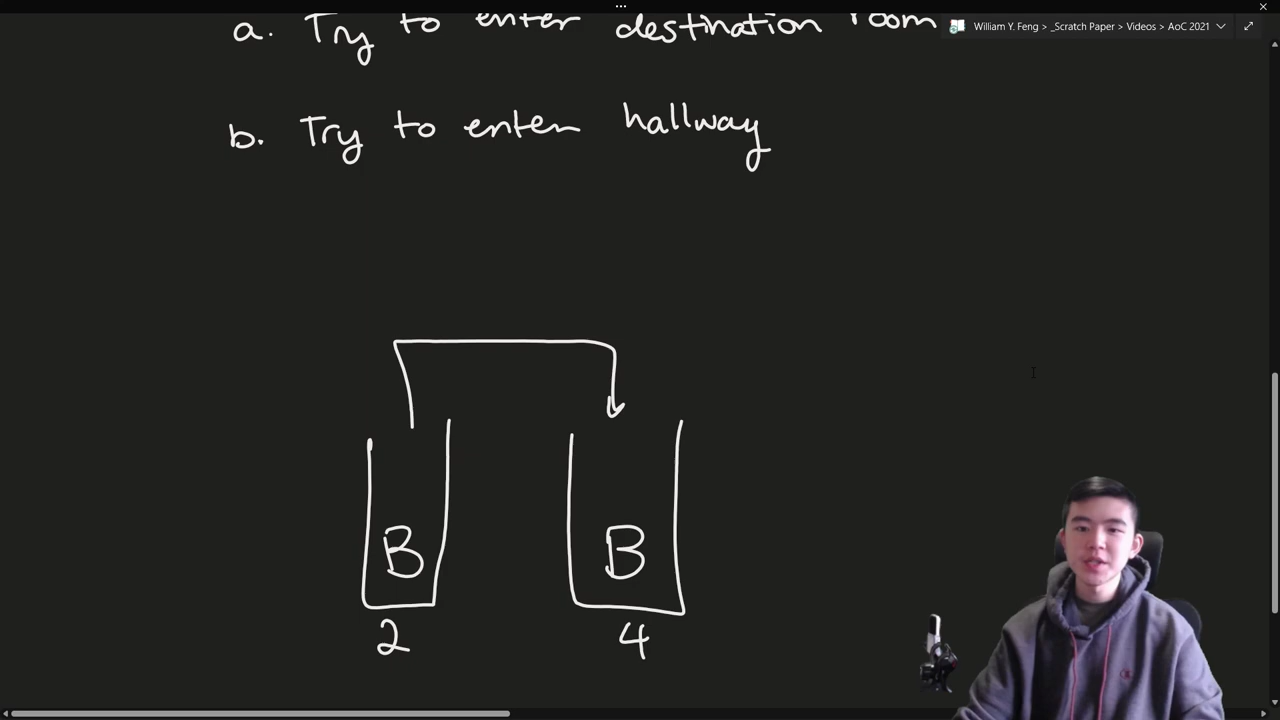 a. Try to enter destination room
William Y. Feng > _Scratch Paper > Videos > AoC 2021
b. Try to enter hallway
B B
2 4